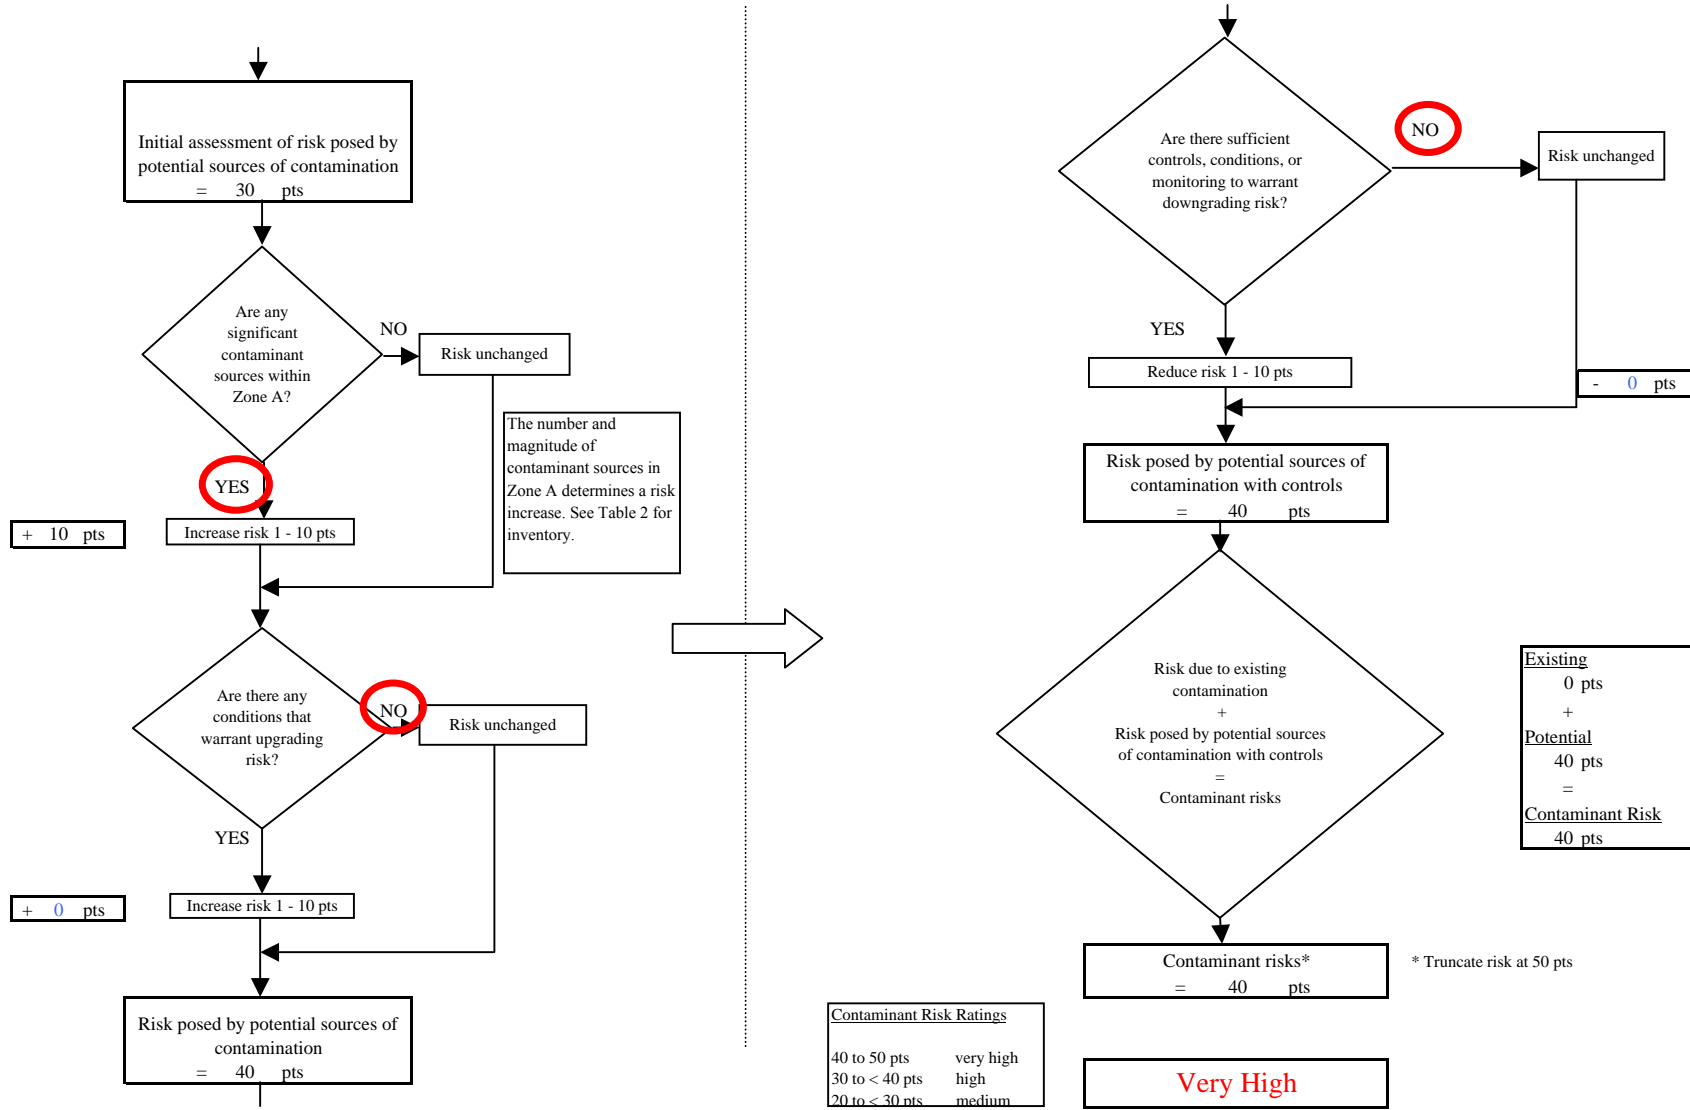 Initial assessment of risk posed by
potential sources of contamination
= 30 pts
Are any
significant
contaminant
sources within
Zone A?
NO
Risk unchanged
YES
The number and
magnitude of
contaminant sources in
Zone A determines a risk
increase. See Table 2 for
inventory.
+ 10 pts
Increase risk 1 - 10 pts
Are there any
conditions that
warrant upgrading
risk?
NO
Risk unchanged
YES
+ 0 pts
Increase risk 1 - 10 pts
Risk posed by potential sources of
contamination
= 40 pts
Are there sufficient
controls, conditions, or
monitoring to warrant
downgrading risk?
NO
Risk unchanged
YES
Reduce risk 1 - 10 pts
- 0 pts
Risk posed by potential sources of
contamination with controls
= 40 pts
Risk due to existing
contamination
+
Risk posed by potential sources
of contamination with controls
=
Contaminant risks
Existing
0 pts
+
Potential
40 pts
=
Contaminant Risk
40 pts
Contaminant risks*
= 40 pts
* Truncate risk at 50 pts
Contaminant Risk Ratings
40 to 50 pts very high
30 to < 40 pts high
20 to < 30 pts medium
Very High